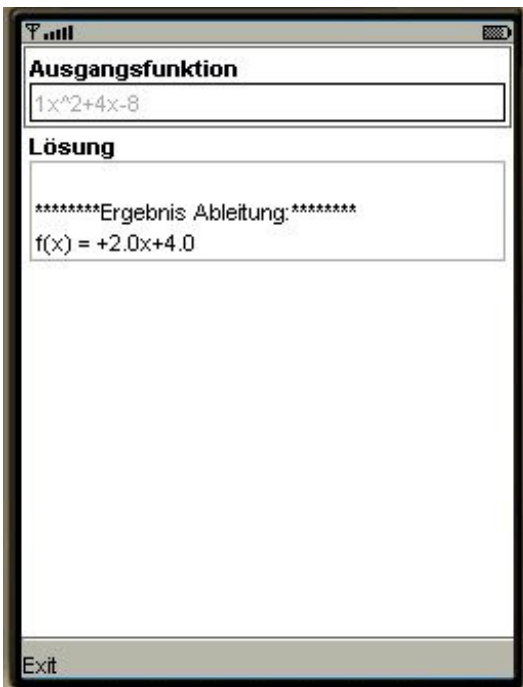 Ausgangsfunktion
1x^2+4x-8
Lösung
********Ergebnis Ableitung:********
f(x) = +2.0x+4.0
Exit